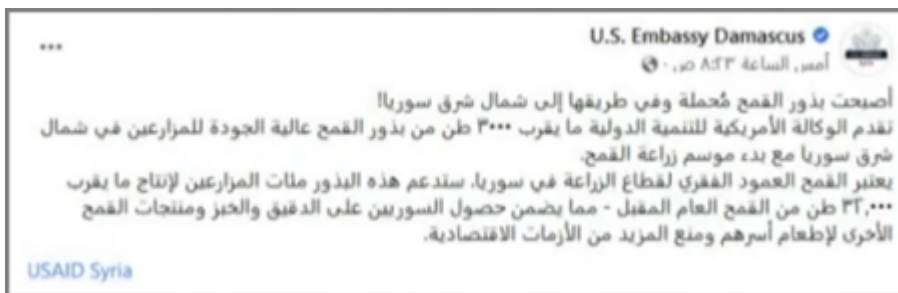 U.S. Embassy Damascus
أمس الساعة ٨:٢٣ ص
أصبحت بذور القمح مُحملة وفي طريقها إلى شمال شرق سوريا!
تقدم الوكالة الأمريكية للتنمية الدولية ما يقرب ٣٠٠٠ طن من بذور القمح عالية الجودة للمزارعين في شمال
شرق سوريا مع بدء موسم زراعة القمح.
يعتبر القمح العمود الفقري لقطاع الزراعة في سوريا. ستدعم هذه البذور مئات المزارعين لإنتاج ما يقرب
٣٢,٠٠٠ طن من القمح العام المقبل - مما يضمن حصول السوريين على الدقيق والخبز ومنتجات القمح
الأخرى لإطعام أسرهم ومنع المزيد من الأزمات الاقتصادية.
USAID Syria